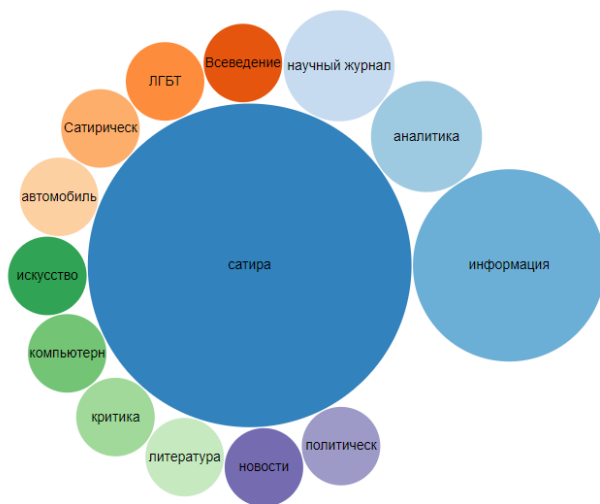 Всеведение
научный журнал
ЛГБТ
Сатирическ
аналитика
автомобиль
сатира
информация
искусство
компьютерн
критика
политическ
литература
новости